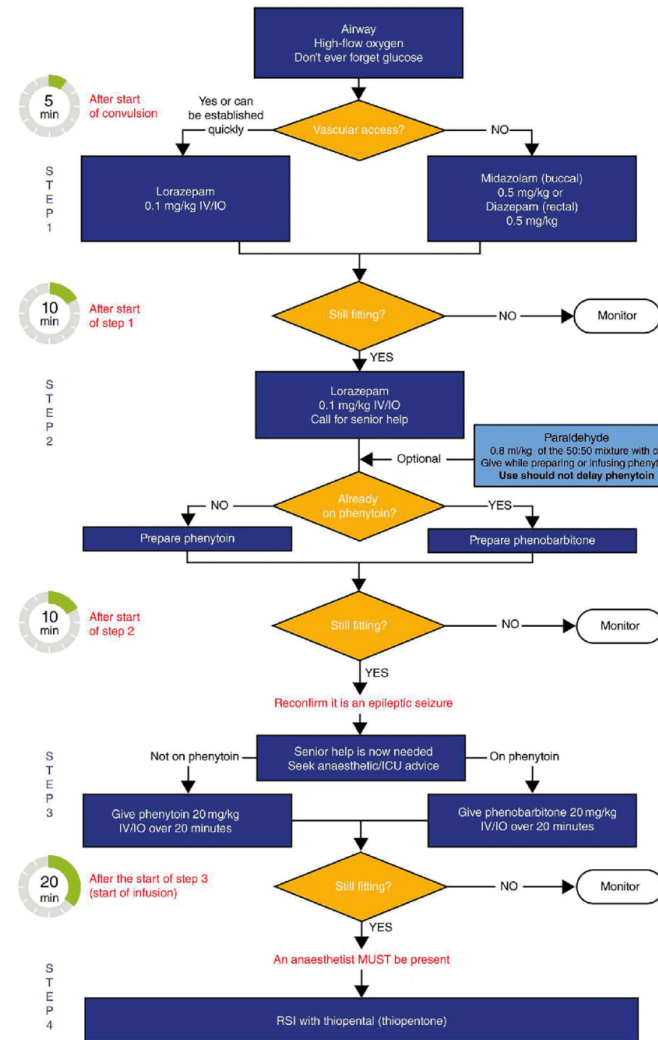 Airway
High-flow oxygen
Don't ever forget glucose
5
min
After start
of convulsion
Yes or can
be established
quickly
Vascular access?
NO
STEP 1
Lorazepam
0.1 mg/kg IV/IO
Midazolam (buccal)
0.5 mg/kg or
Diazepam (rectal)
0.5 mg/kg
10
min
After start
of step 1
Still fitting?
NO
Monitor
YES
STEP 2
Lorazepam
0.1 mg/kg IV/IO
Call for senior help
Optional
Paraldehyde
0.8 ml/kg of the 50:50 mixture with
Give while preparing or infusing
Use should not delay phenytoin
NO
Already
on phenytoin?
YES
Prepare phenytoin
Prepare phenobarbitone
10
min
After start
of step 2
Still fitting?
NO
Monitor
YES
Reconfirm it is an epileptic seizure
STEP 3
Not on phenytoin
Senior help is now needed
Seek anaesthetic/ICU advice
On phenytoin
Give phenytoin 20 mg/kg
IV/IO over 20 minutes
Give phenobarbitone 20 mg/kg
IV/IO over 20 minutes
20
min
After the start of step 3
(start of infusion)
Still fitting?
NO
Monitor
YES
An anaesthetist MUST be present
STEP 4
RSI with thiopental (thiopentone)